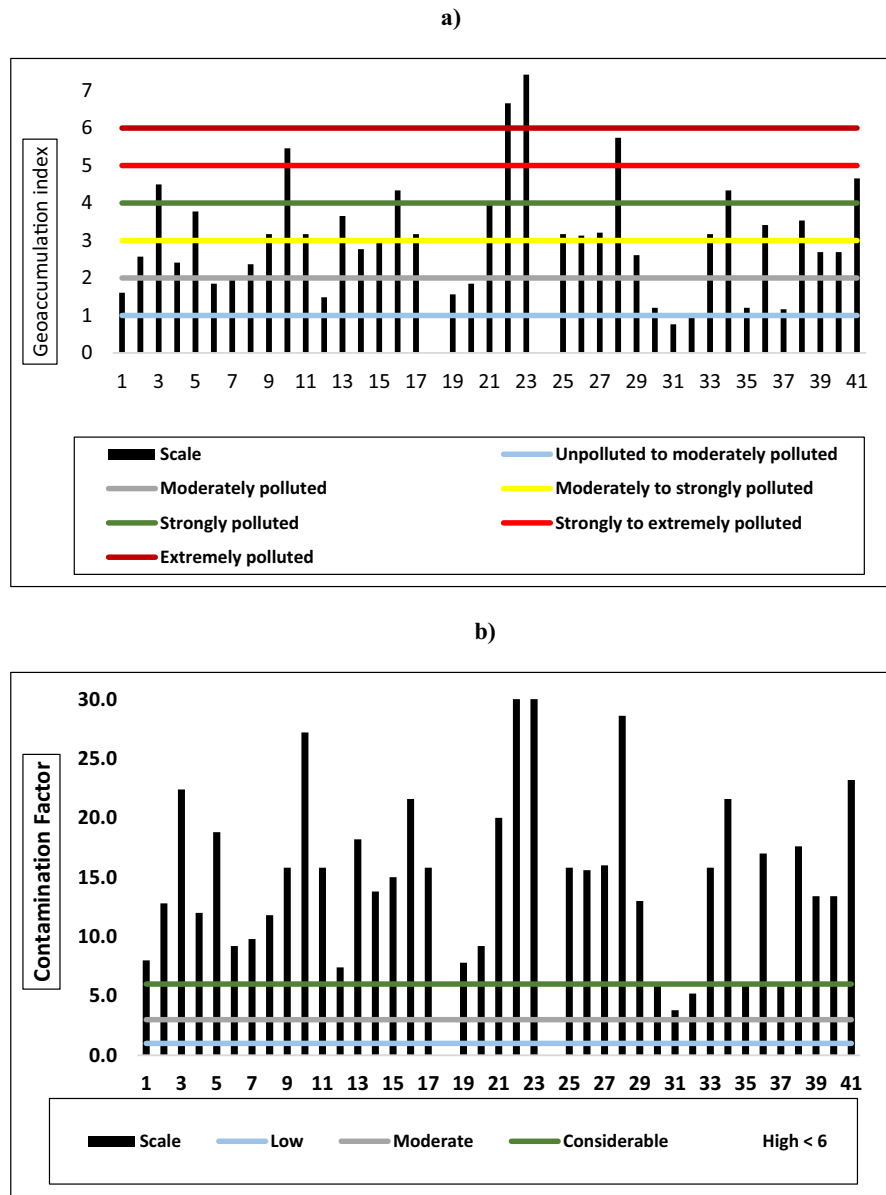 a)
Geoaccumulation index
7
6
5
4
3
2
1
0
1 3 5 7 9 11 13 15 17 19 21 23 25 27 29 31 33 35 37 39 41
Scale Unpolluted to moderately polluted
Moderately polluted Moderately to strongly polluted
Strongly polluted Strongly to extremely polluted
Extremely polluted
b)
Contamination Factor
30.0
25.0
20.0
15.0
10.0
5.0
0.0
1 3 5 7 9 11 13 15 17 19 21 23 25 27 29 31 33 35 37 39 41
Scale Low Moderate Considerable High < 6